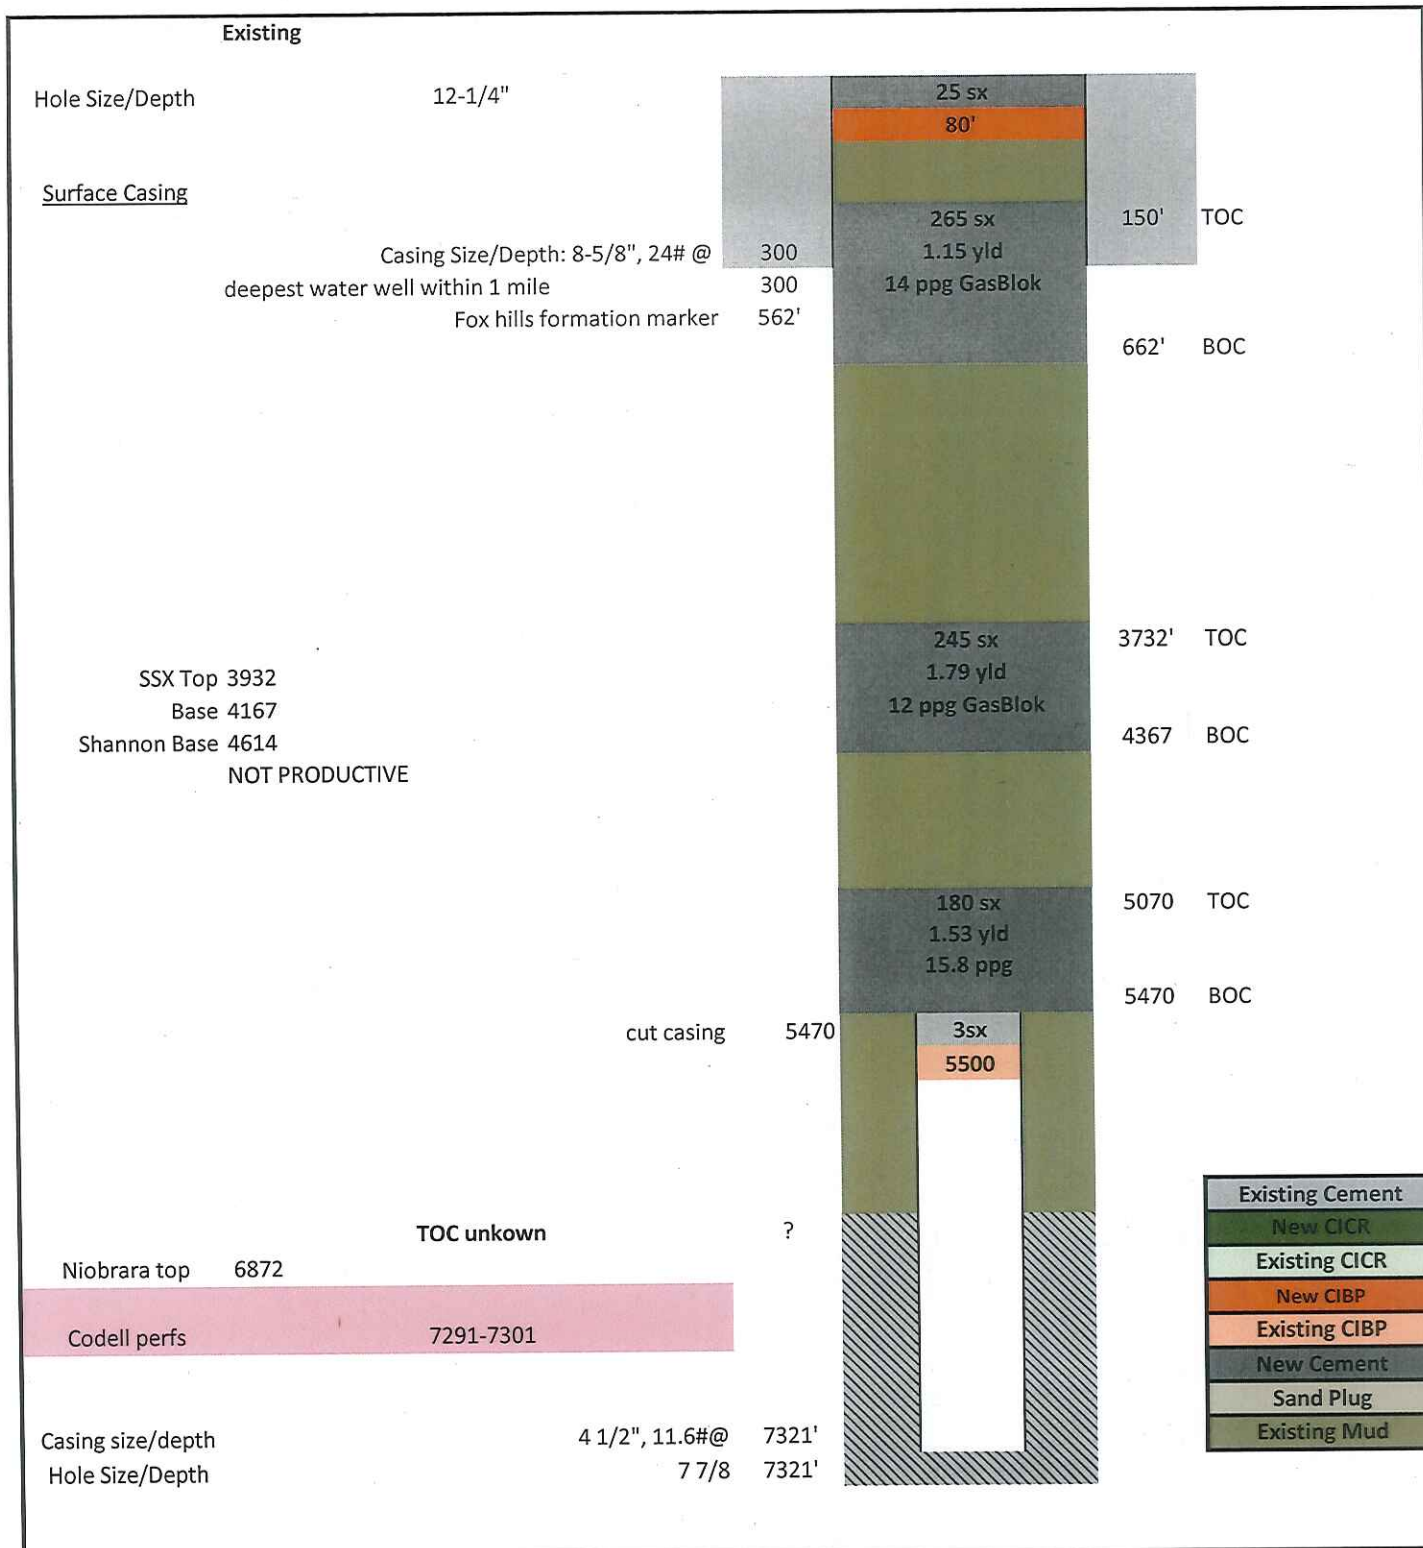 Existing
Hole Size/Depth 12-1/4"
25 sx
80'
Surface Casing
265 sx 150' TOC
Casing Size/Depth: 8-5/8", 24# @ 300 1.15 yld
deepest water well within 1 mile 300 14 ppg GasBlok
Fox hills formation marker 562'
662' BOC
245 sx 3732' TOC
SSX Top 3932 1.79 yld
Base 4167 12 ppg GasBlok
Shannon Base 4614 4367 BOC
NOT PRODUCTIVE
180 sx 5070 TOC
1.53 yld
15.8 ppg
5470 BOC
cut casing 5470 3sx
5500
Existing Cement
New CICR
TOC unkown ?
Existing CICR
Niobrara top 6872
New CIBP
Existing CIBP
Codell perfs 7291-7301
New Cement
Sand Plug
Existing Mud
Casing size/depth 4 1/2", 11.6#@ 7321'
Hole Size/Depth 7 7/8 7321'